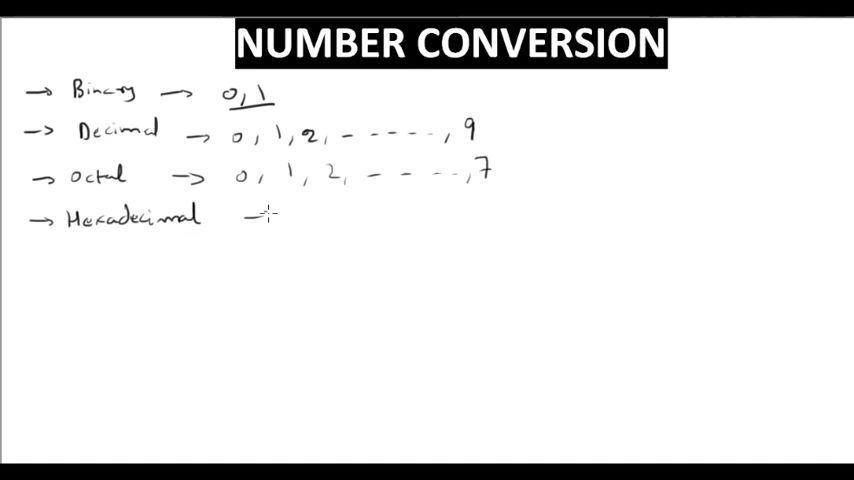 NUMBER CONVERSION
→ Binary → 0, 1
→ Decimal → 0, 1, 2, - - - - - -, 9
→ Octal → 0, 1, 2, - - - - -, 7
→ Hexadecimal –